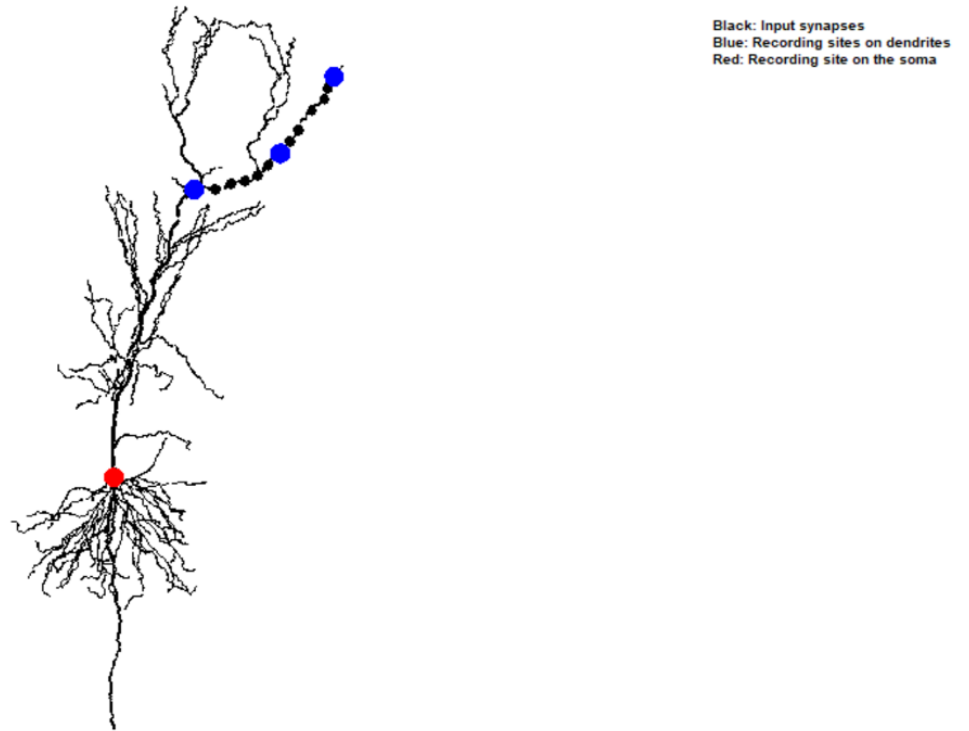 Black: Input synapses
Blue: Recording sites on dendrites
Red: Recording site on the soma